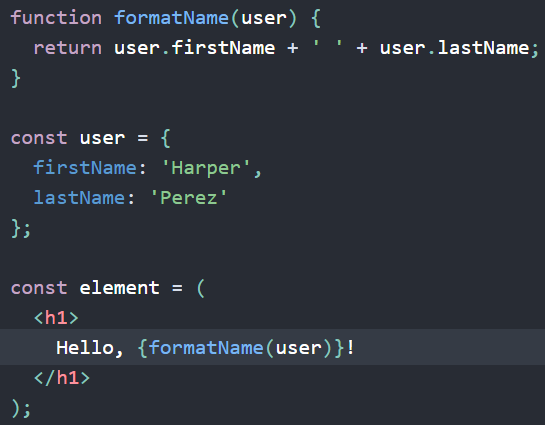 function formatName(user) {
  return user.firstName + ' ' + user.lastName;
}

const user = {
  firstName: 'Harper',
  lastName: 'Perez'
};

const element = (
  <h1>
    Hello, {formatName(user)}!
  </h1>
);